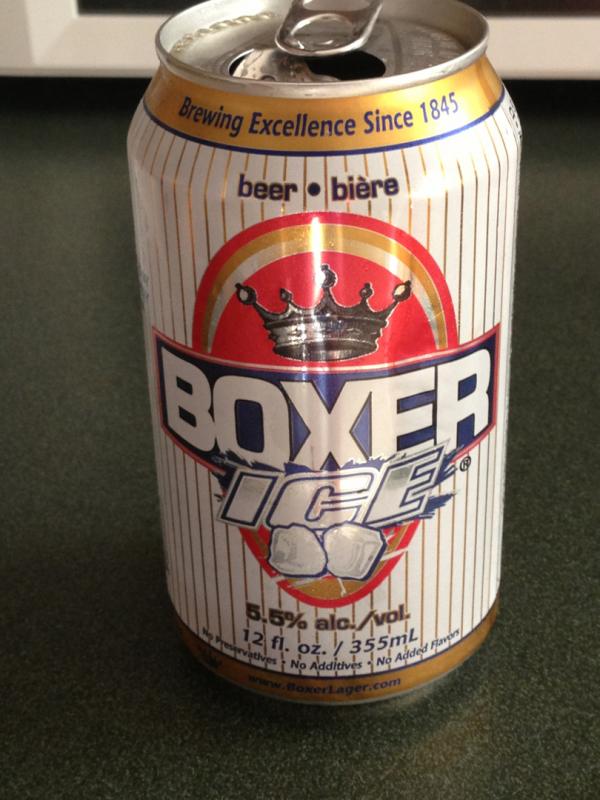 Brewing Excellence Since 1845
beer • bière
BOXER
ICE®
5.5% alc./vol.
12 fl. oz. / 355mL
No Preservatives • No Additives • No Added Flavors
www.BoxerLager.com